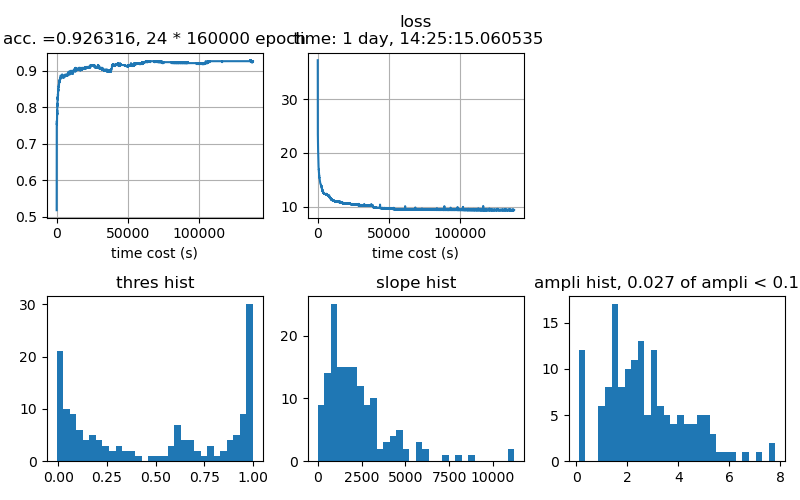 acc. =0.926316, 24 * 160000 epoch
loss
time: 1 day, 14:25:15.060535
0.9
0.8
0.7
0.6
0.5
0 50000 100000
time cost (s)
30
20
10
0 50000 100000
time cost (s)
thres hist
30
20
10
0
0.00 0.25 0.50 0.75 1.00
slope hist
20
10
0
0 2500 5000 7500 10000
ampli hist, 0.027 of ampli < 0.1
15
10
5
0
0 2 4 6 8